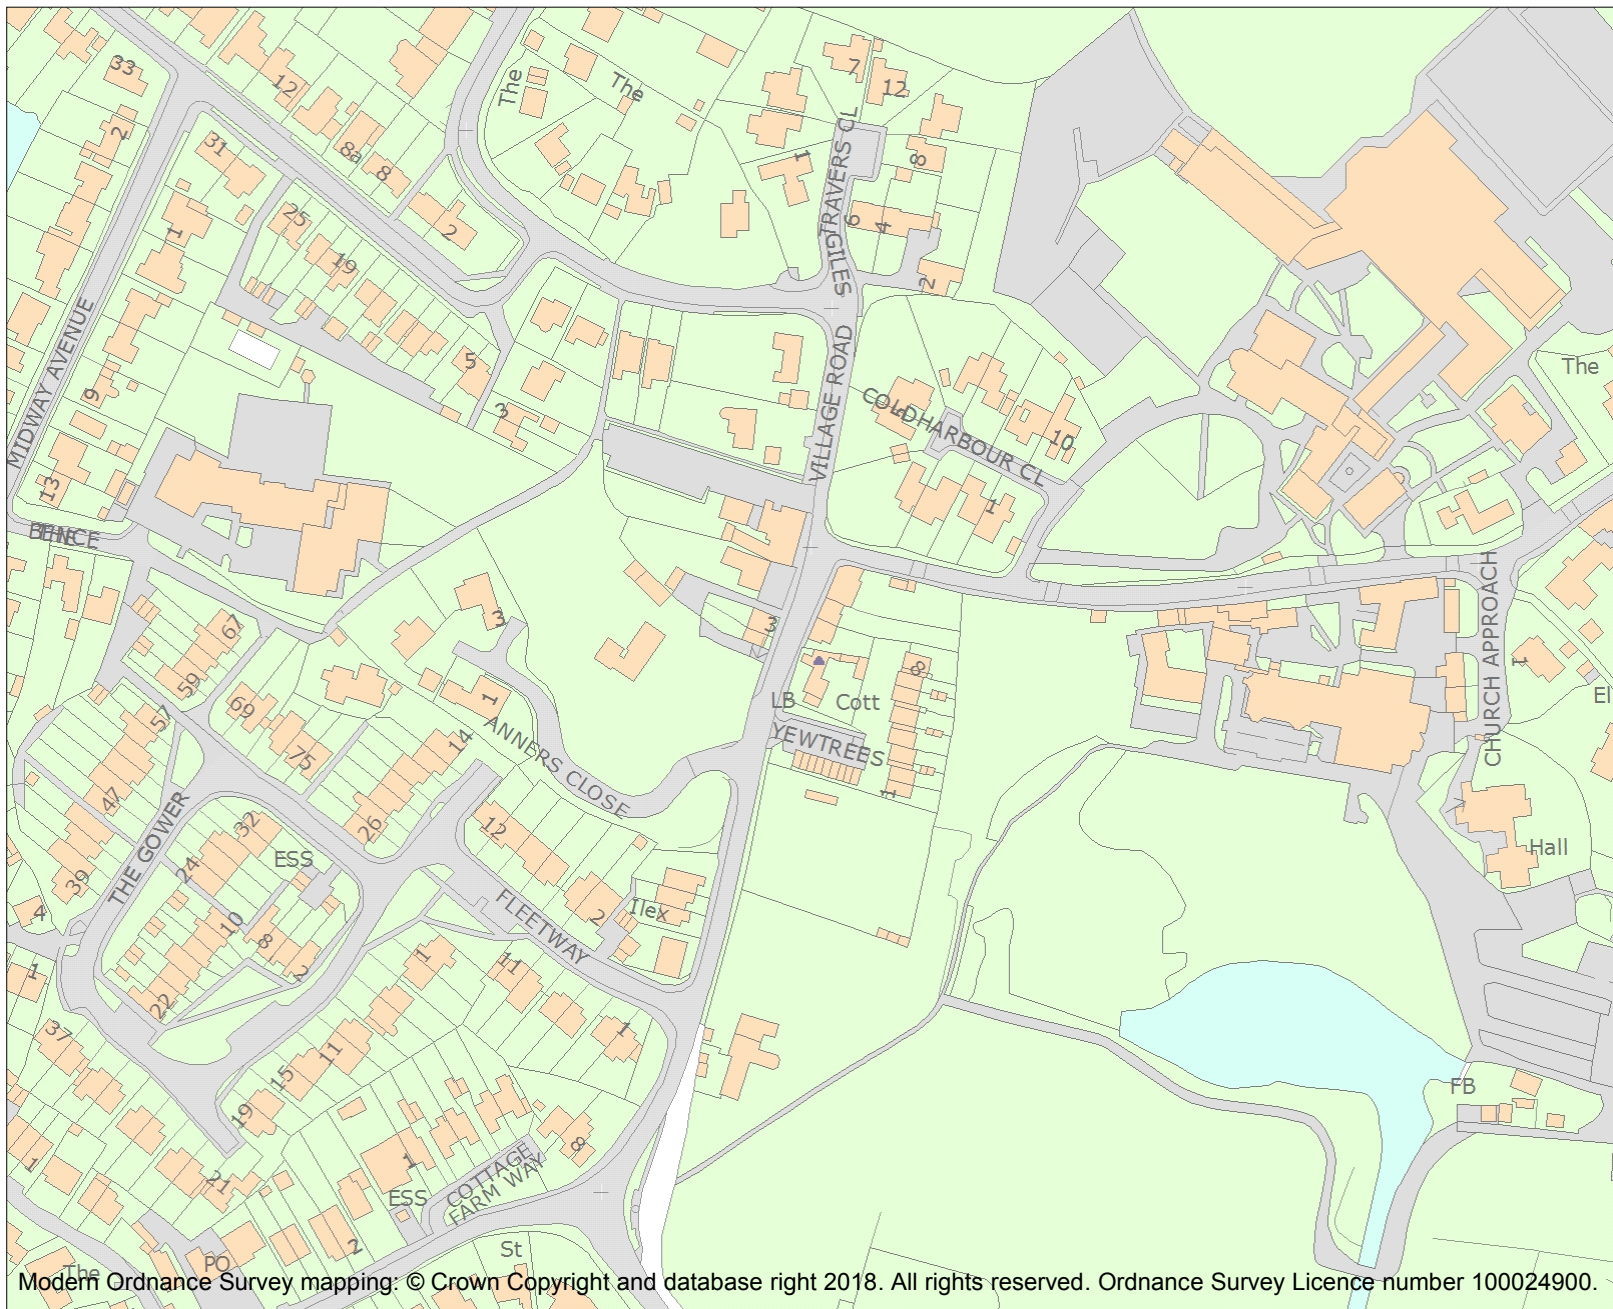 33
12
The
The
7
12
2
31
8a
8
1
TRAVERS CL
8
25
2
6
4
1
19
ST GILES
2
MIDWAY AVENUE
VILLAGE ROAD
5
The
9
3
COLDHARBOUR CL
10
13
1
BENCE
THE
CHURCH APPROACH
67
3
3
1
59
8
69
1
LB
Cott
El
57
75
14
ANNERS CLOSE
YEWTREES
1
47
26
32
THE GOWER
12
ESS
24
Hall
39
FLEETWAY
Ilex
2
4
10
8
2
1
11
1
22
37
1
11
15
FB
19
8
1
1
COTTAGE
FARM WAY
21
ESS
2
St
PO
The
Modern Ordnance Survey mapping: © Crown Copyright and database right 2018. All rights reserved. Ordnance Survey Licence number 100024900.